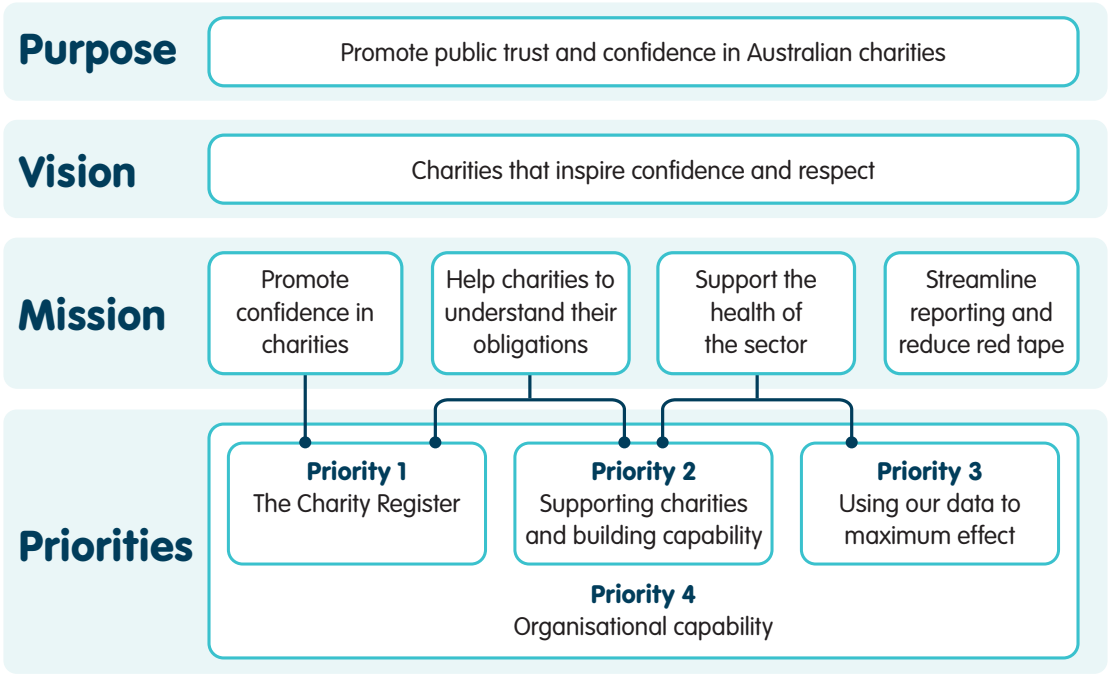 Purpose
Promote public trust and confidence in Australian charities
Vision
Charities that inspire confidence and respect
Mission
Promote
confidence in
charities
Help charities to
understand their
obligations
Support the
health of
the sector
Streamline
reporting and
reduce red tape
Priorities
Priority 1
The Charity Register
Priority 2
Supporting charities
and building capability
Priority 3
Using our data to
maximum effect
Priority 4
Organisational capability